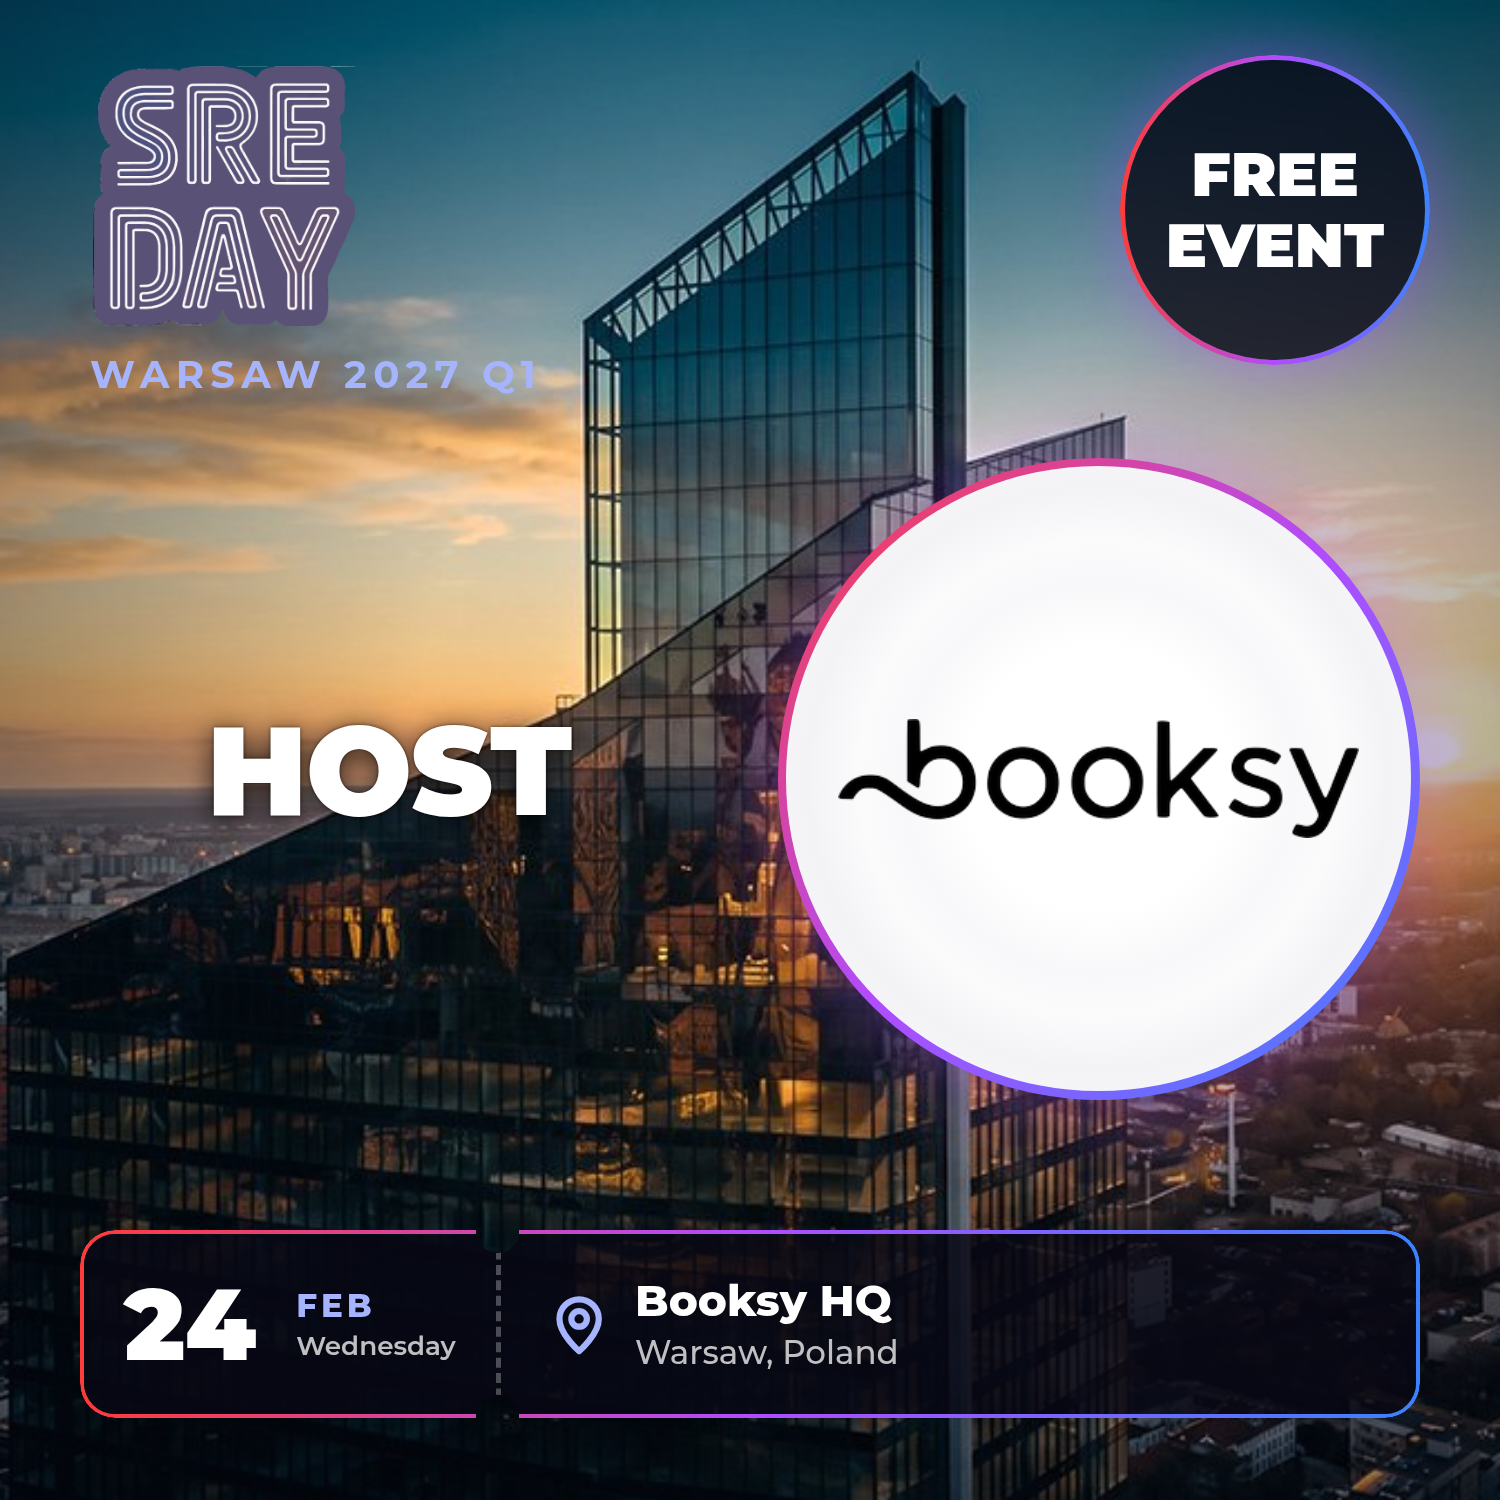 SRE
DAY
WARSAW 2027 Q1
FREE
EVENT
HOST
booksy
24
FEB
Wednesday
Booksy HQ
Warsaw, Poland